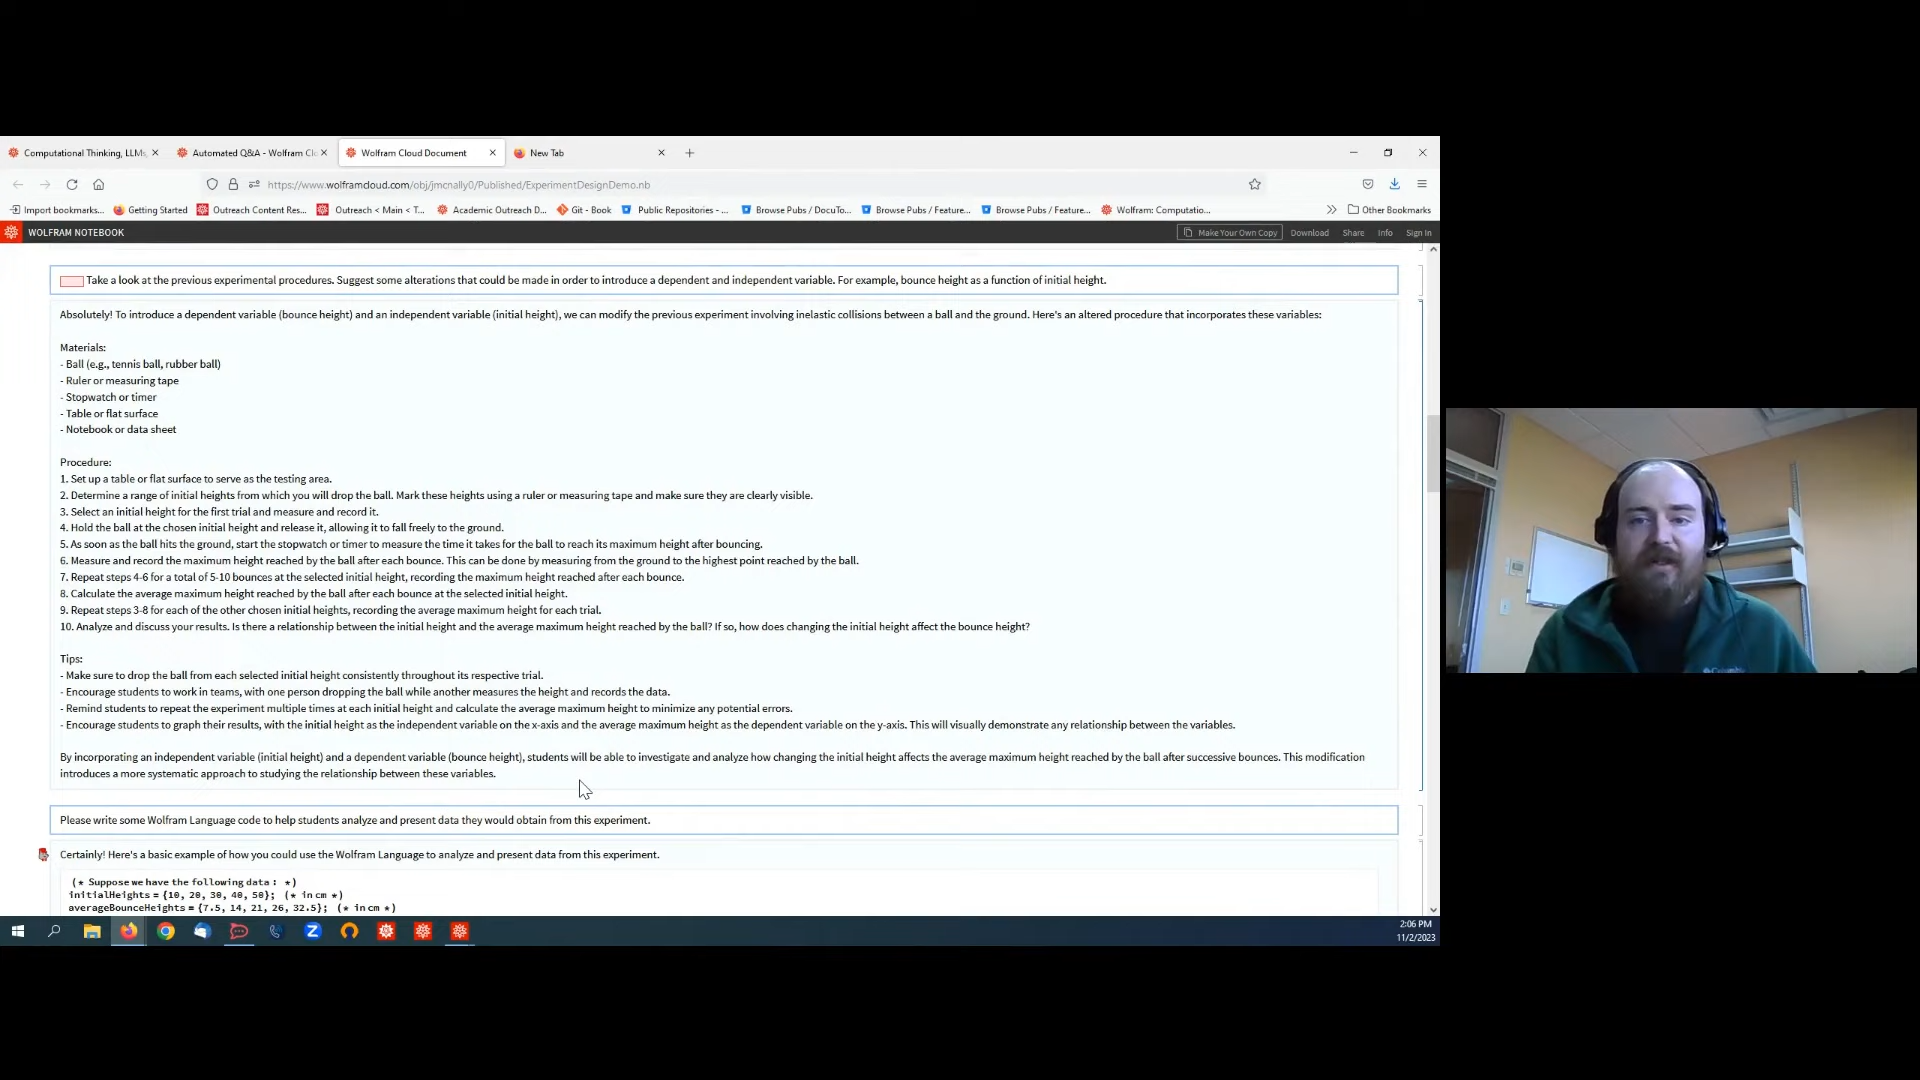 Computational Thinking, LLMs,
Automated Q&A - Wolfram Clo
Wolfram Cloud Document
New Tab
https://www.wolframcloud.com/obj/jmcnally0/Published/ExperimentDesignDemo.nb
Import bookmarks...
Getting Started
Outreach Content Res...
Outreach < Main < T...
Academic Outreach D...
Git - Book
Public Repositories - ...
Browse Pubs / DocuTo...
Browse Pubs / Feature...
Browse Pubs / Feature...
Wolfram: Computatio...
Other Bookmarks
WOLFRAM NOTEBOOK
Make Your Own Copy
Download
Share
Info
Sign In
Take a look at the previous experimental procedures. Suggest some alterations that could be made in order to introduce a dependent and independent variable. For example, bounce height as a function of initial height.
Absolutely! To introduce a dependent variable (bounce height) and an independent variable (initial height), we can modify the previous experiment involving inelastic collisions between a ball and the ground. Here's an altered procedure that incorporates these variables:
Materials:
- Ball (e.g., tennis ball, rubber ball)
- Ruler or measuring tape
- Stopwatch or timer
- Table or flat surface
- Notebook or data sheet
Procedure:
1. Set up a table or flat surface to serve as the testing area.
2. Determine a range of initial heights from which you will drop the ball. Mark these heights using a ruler or measuring tape and make sure they are clearly visible.
3. Select an initial height for the first trial and measure and record it.
4. Hold the ball at the chosen initial height and release it, allowing it to fall freely to the ground.
5. As soon as the ball hits the ground, start the stopwatch or timer to measure the time it takes for the ball to reach its maximum height after bouncing.
6. Measure and record the maximum height reached by the ball after each bounce. This can be done by measuring from the ground to the highest point reached by the ball.
7. Repeat steps 4-6 for a total of 5-10 bounces at the selected initial height, recording the maximum height reached after each bounce.
8. Calculate the average maximum height reached by the ball after each bounce at the selected initial height.
9. Repeat steps 3-8 for each of the other chosen initial heights, recording the average maximum height for each trial.
10. Analyze and discuss your results. Is there a relationship between the initial height and the average maximum height reached by the ball? If so, how does changing the initial height affect the bounce height?
Tips:
- Make sure to drop the ball from each selected initial height consistently throughout its respective trial.
- Encourage students to work in teams, with one person dropping the ball while another measures the height and records the data.
- Remind students to repeat the experiment multiple times at each initial height and calculate the average maximum height to minimize any potential errors.
- Encourage students to graph their results, with the initial height as the independent variable on the x-axis and the average maximum height as the dependent variable on the y-axis. This will visually demonstrate any relationship between the variables.
By incorporating an independent variable (initial height) and a dependent variable (bounce height), students will be able to investigate and analyze how changing the initial height affects the average maximum height reached by the ball after successive bounces. This modification
introduces a more systematic approach to studying the relationship between these variables.
Please write some Wolfram Language code to help students analyze and present data they would obtain from this experiment.
Certainly! Here's a basic example of how you could use the Wolfram Language to analyze and present data from this experiment.
(* Suppose we have the following data : *)
initialHeights = {10, 20, 30, 40, 50}; (* in cm *)
averageBounceHeights = {7.5, 14, 21, 26, 32.5}; (* in cm *)
2:06 PM
11/2/2023
Columbia